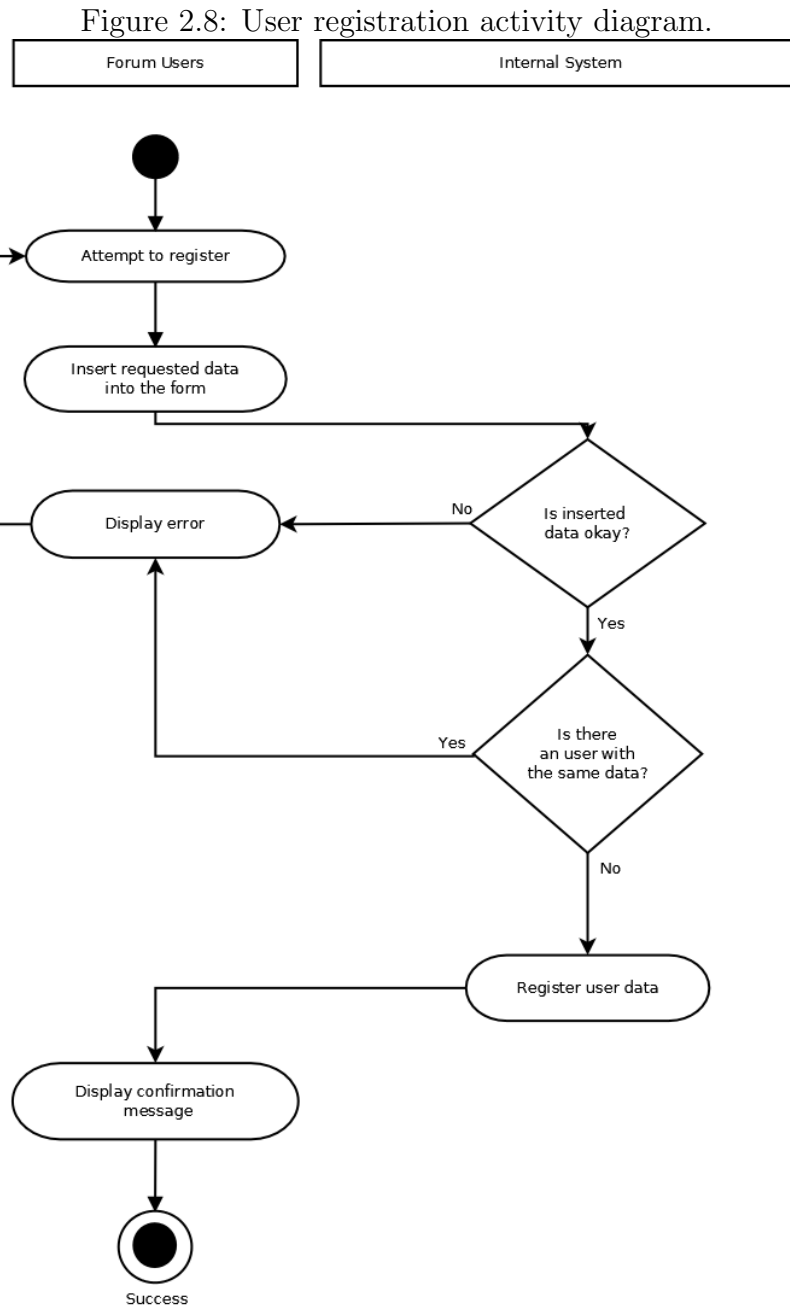 Figure 2.8: User registration activity diagram.
Forum Users
Internal System
Attempt to register
Insert requested data
into the form
Is inserted
data okay?
No
Display error
Yes
Is there
an user with
the same data?
Yes
No
Register user data
Display confirmation
message
Success